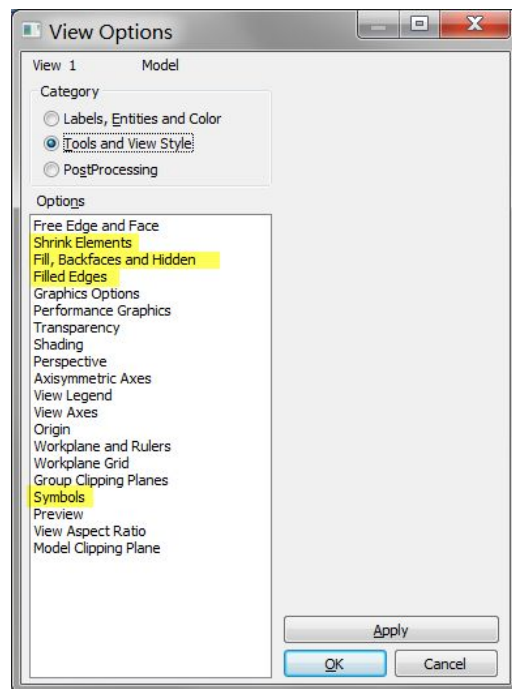 View Options
View 1 Model
Category
Labels, Entities and Color
Tools and View Style
PostProcessing
Options
Free Edge and Face
Shrink Elements
Fill, Backfaces and Hidden
Filled Edges
Graphics Options
Performance Graphics
Transparency
Shading
Perspective
Axisymmetric Axes
View Legend
View Axes
Origin
Workplane and Rulers
Workplane Grid
Group Clipping Planes
Symbols
Preview
View Aspect Ratio
Model Clipping Plane
Apply
OK Cancel